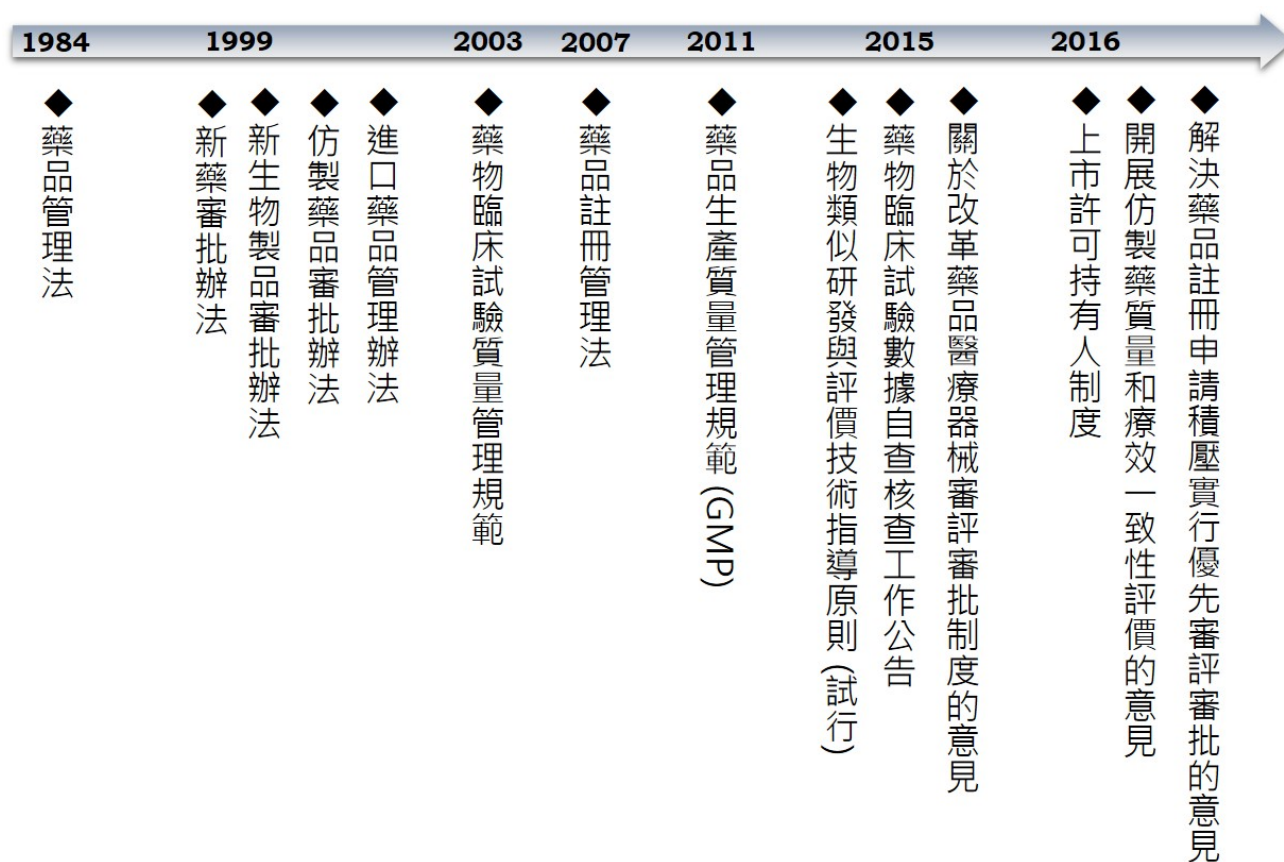 1984
1999
2003
2007
2011
2015
2016
◆藥品管理法
◆新藥審批辦法
◆新生物製品審批辦法
◆仿製藥品審批辦法
◆進口藥品管理辦法
◆藥物臨床試驗質量管理規範
◆藥品註冊管理法
◆藥品生產質量管理規範 (GMP)
◆生物類似研發與評價技術指導原則 (試行)
◆藥物臨床試驗數據自查核查工作公告
◆關於改革藥品醫療器械審評審批制度的意見
◆上市許可持有人制度
◆開展仿製藥質量和療效一致性評價的意見
◆解決藥品註冊申請積壓實行優先審評審批的意見